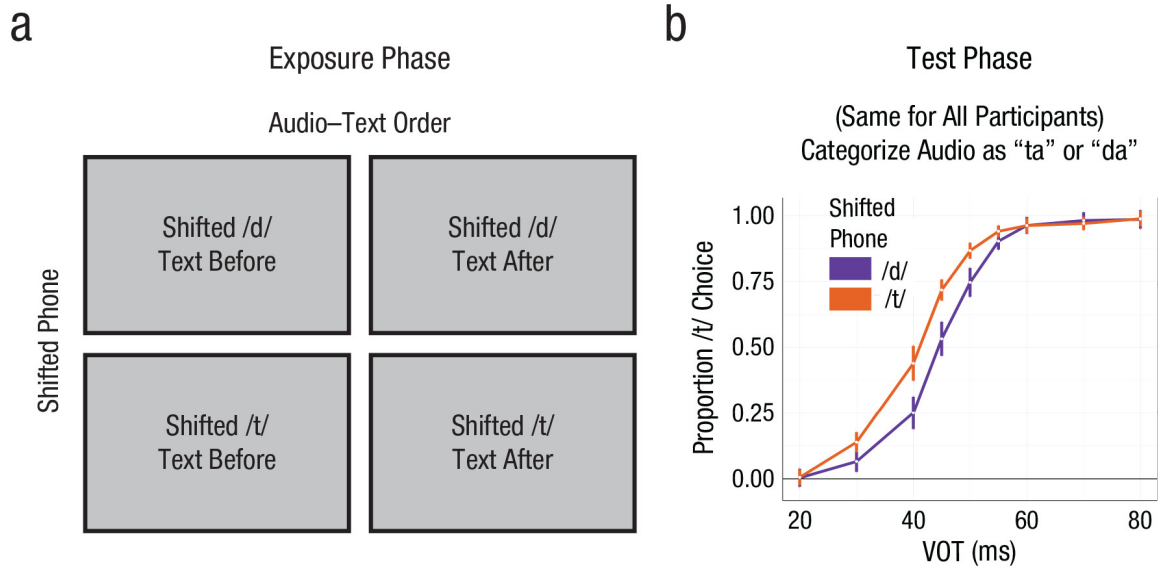 a
Exposure Phase
Audio–Text Order
Shifted Phone
Shifted /d/
Text Before
Shifted /d/
Text After
Shifted /t/
Text Before
Shifted /t/
Text After
b
Test Phase
(Same for All Participants)
Categorize Audio as “ta” or “da”
Proportion /t/ Choice
1.00
0.75
0.50
0.25
0.00
Shifted
Phone
/d/
/t/
20
40
60
80
VOT (ms)